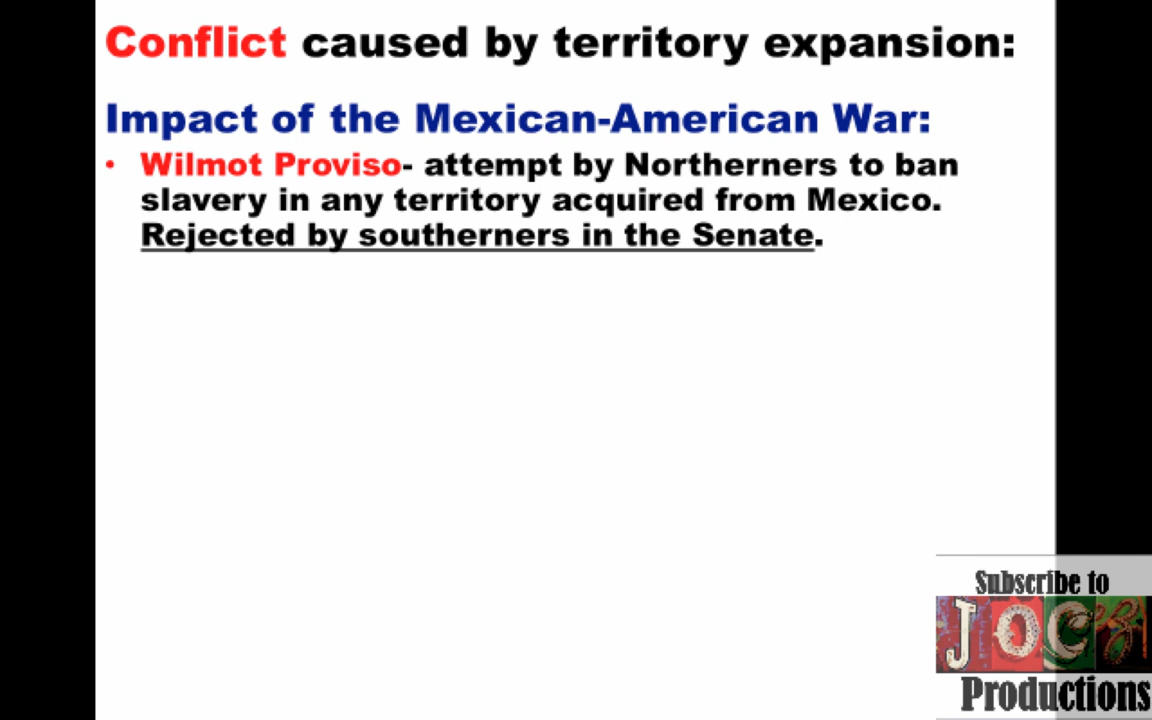 Conflict caused by territory expansion:
Impact of the Mexican-American War:
• Wilmot Proviso- attempt by Northerners to ban
slavery in any territory acquired from Mexico.
Rejected by southerners in the Senate.
Subscribe to
JOCZ
Productions